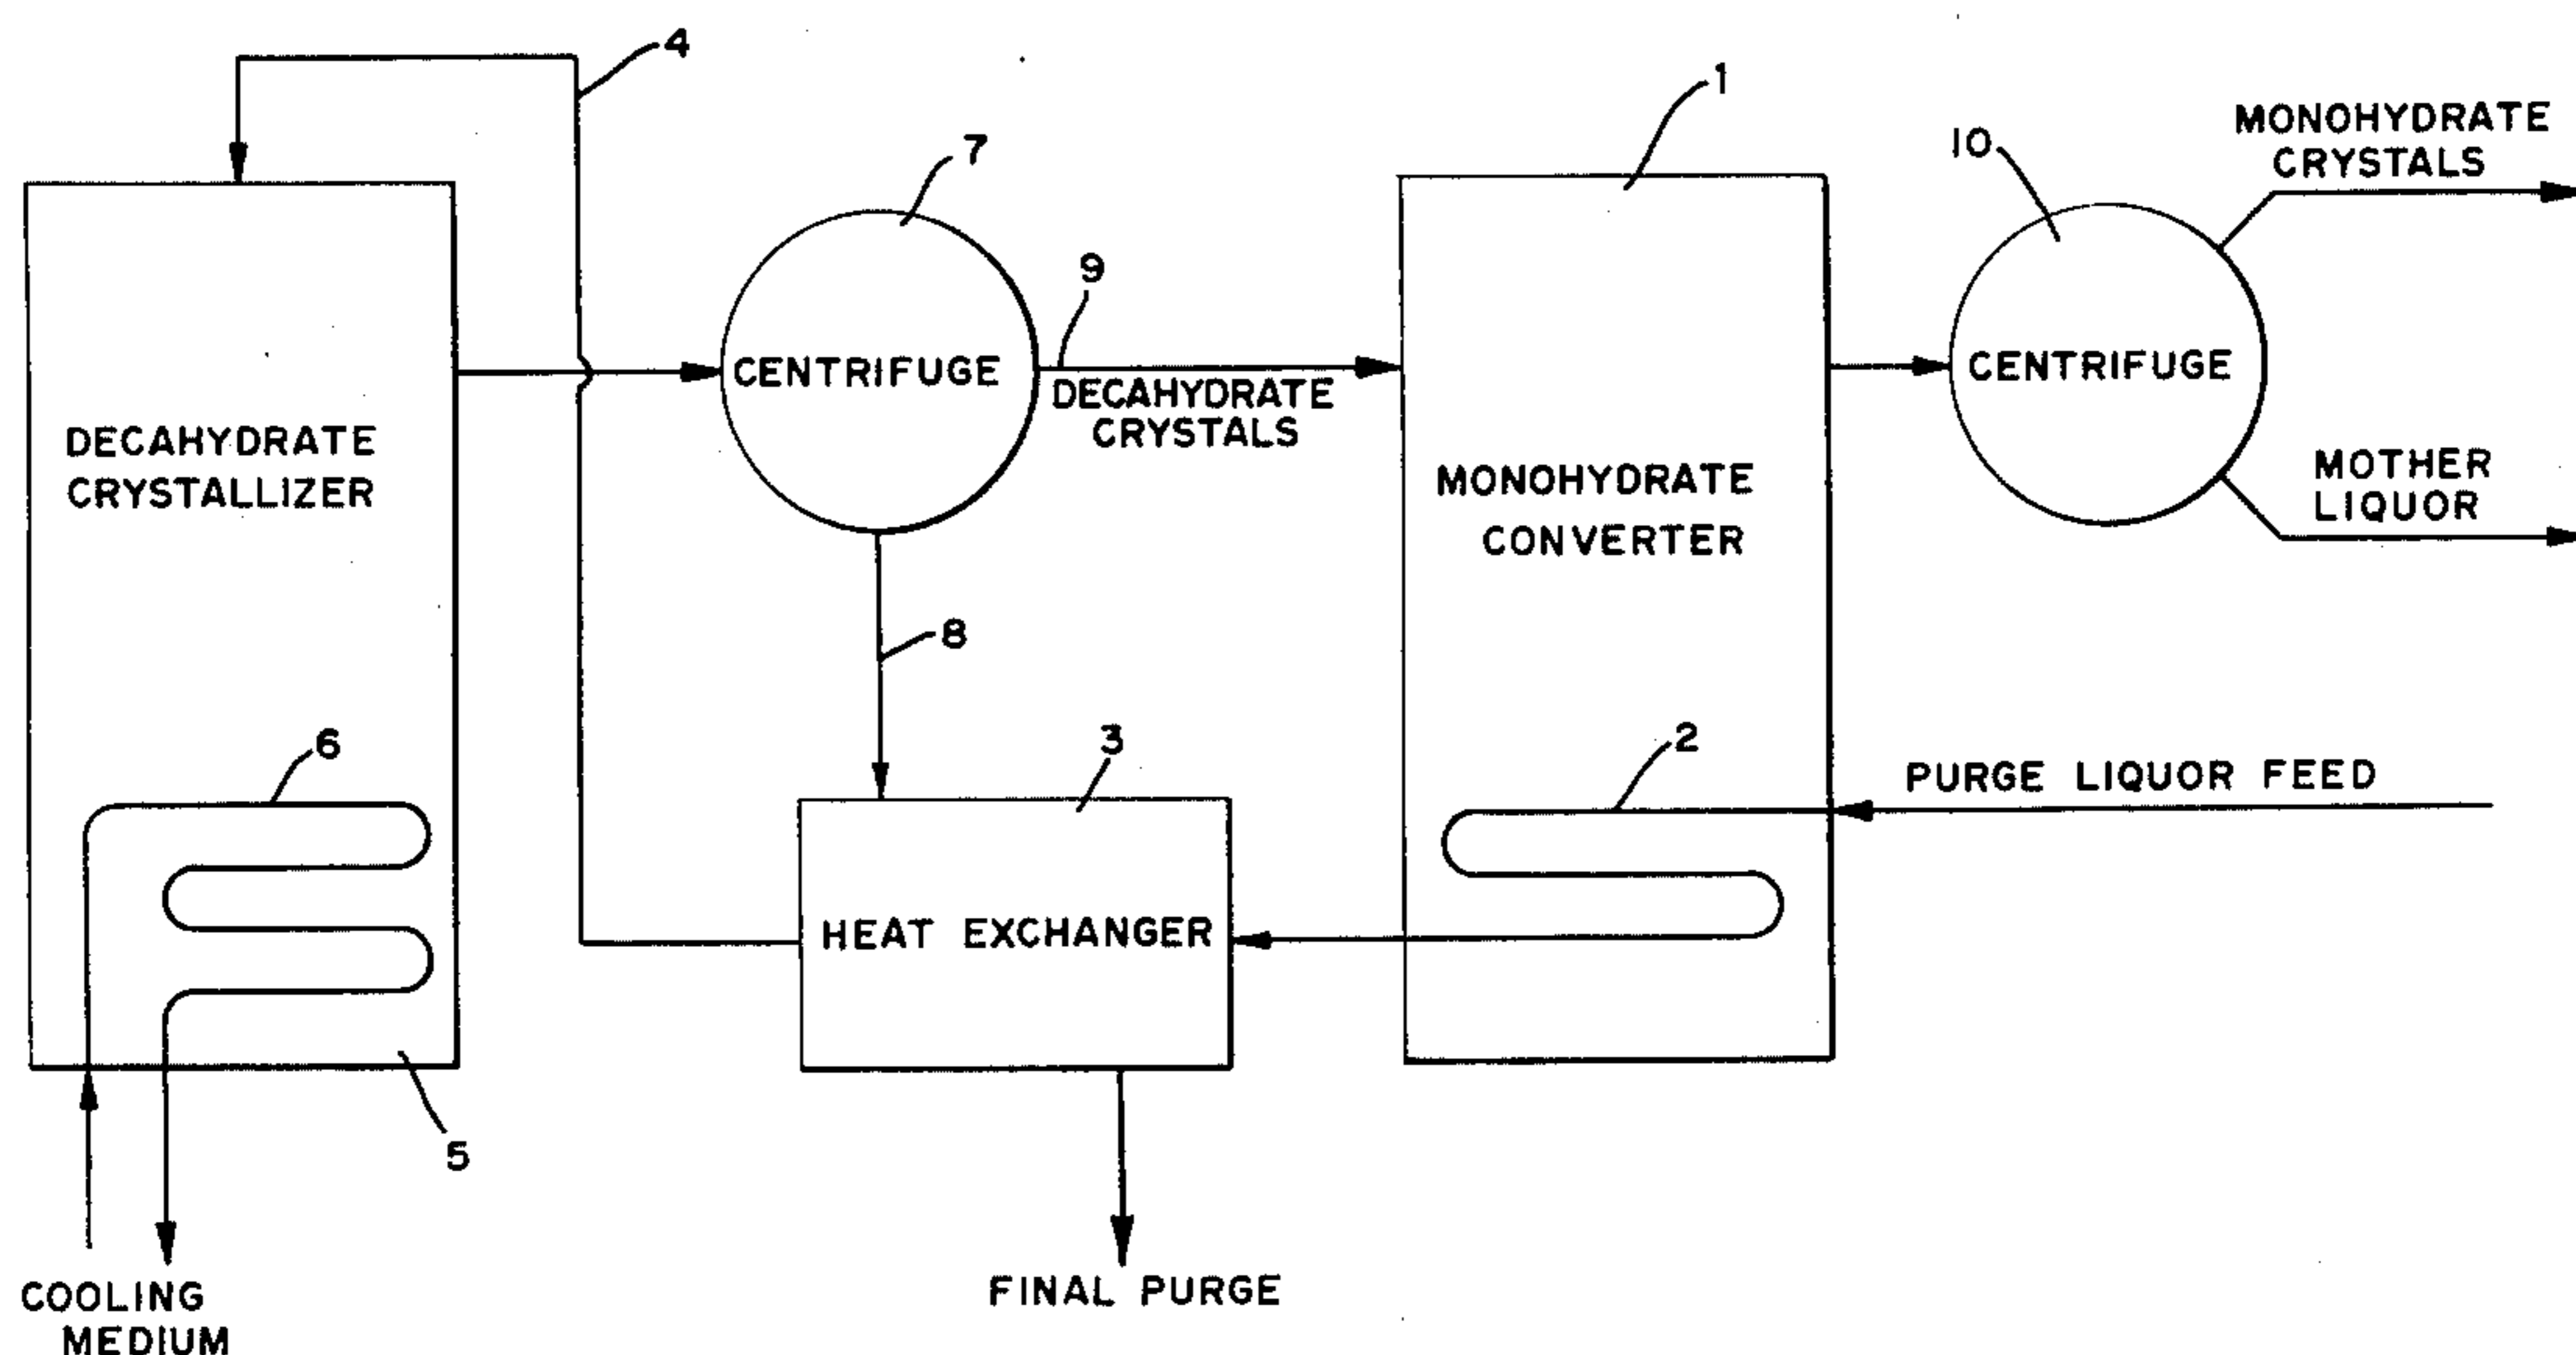 4
1
7
10
MONOHYDRATE
CRYSTALS
9
CENTRIFUGE
DECAHYDRATE
CRYSTALS
CENTRIFUGE
DECAHYDRATE
CRYSTALLIZER
MONOHYDRATE
CONVERTER
MOTHER
LIQUOR
8
6
3
2
PURGE LIQUOR FEED
HEAT EXCHANGER
5
COOLING
MEDIUM
FINAL PURGE